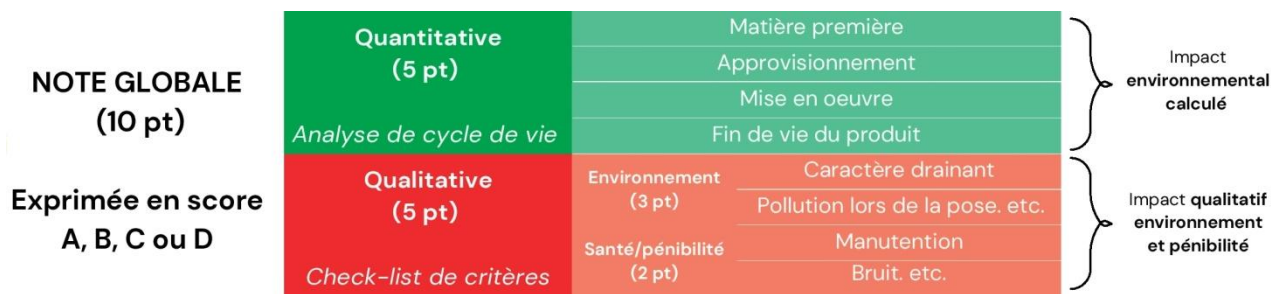 NOTE GLOBALE
(10 pt)
Exprimée en score
A, B, C ou D
Quantitative
(5 pt)
Analyse de cycle de vie
Matière première
Approvisionnement
Mise en oeuvre
Fin de vie du produit
Impact
environnemental
calculé
Qualitative
(5 pt)
Check-list de critères
Environnement
(3 pt)
Caractère drainant
Pollution lors de la pose. etc.
Santé/pénibilité
(2 pt)
Manutention
Bruit. etc.
Impact qualitatif
environnement
et pénibilité